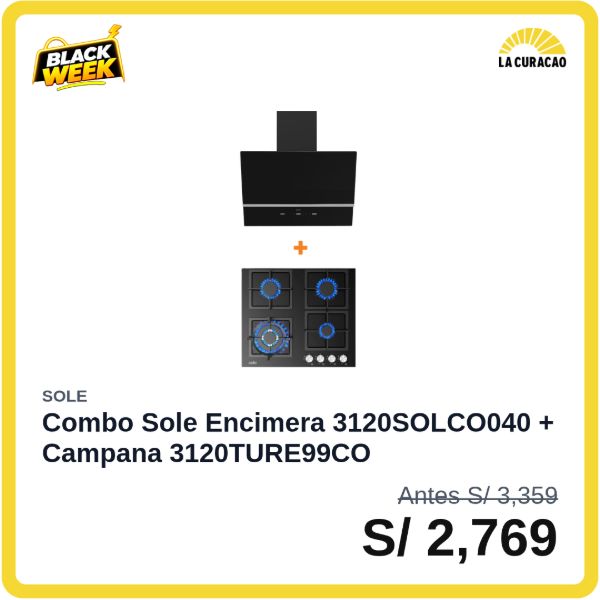 BLACK
WEEK
LA CURACAO
SOLE
Combo Sole Encimera 3120SOLCO040 +
Campana 3120TURE99CO
Antes S/ 3,359
S/ 2,769